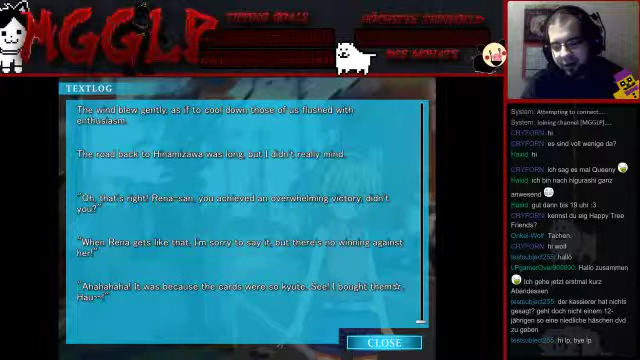 MGGLP
TIPPING GOALS
HÖCHSTE
DES MONATS
TEXTLOG
The wind blew gently, as if to cool down those of us flushed with
enthusiasm.
The road back to Hinamizawa was long, but I didn't really mind.
"Oh, that's right! Rena-san, you achieved an overwhelming victory, didn't
you?"
"When Rena gets like that, I'm sorry to say it, but there's no winning against
her!"
"Ahahahaha! It was because the cards were so kyute. See! I bought them☆.
Hau~"
CLOSE
System: Attempting to connect...
System: Joining channel [MGGLP]
CRYFORN: hi
CRYFORN: es sind voll wenige da?
Haxid: hi
CRYFORN: ich sag es mal Queeny
Haxid: ich bin nach higurashi ganz
anwesend
Haxid: gut dann bis 19 uhr :3
CRYFORN: kennst du eig Happy Tree
Friends?
Onkel-Wolf: Tachen.
CRYFORN: hi wolf
testsubject255: hallo
LPgamerOver900000: Hallo zusammen
Ich gehe jetzt erstmal kurz
Abendessen
testsubject255: der kassierer hat nichts
gesagt? geht doch nicht einem 12-
jährigen so eine niedliche häschen dvd
zu geben
testsubject255: hi lp, bye lp